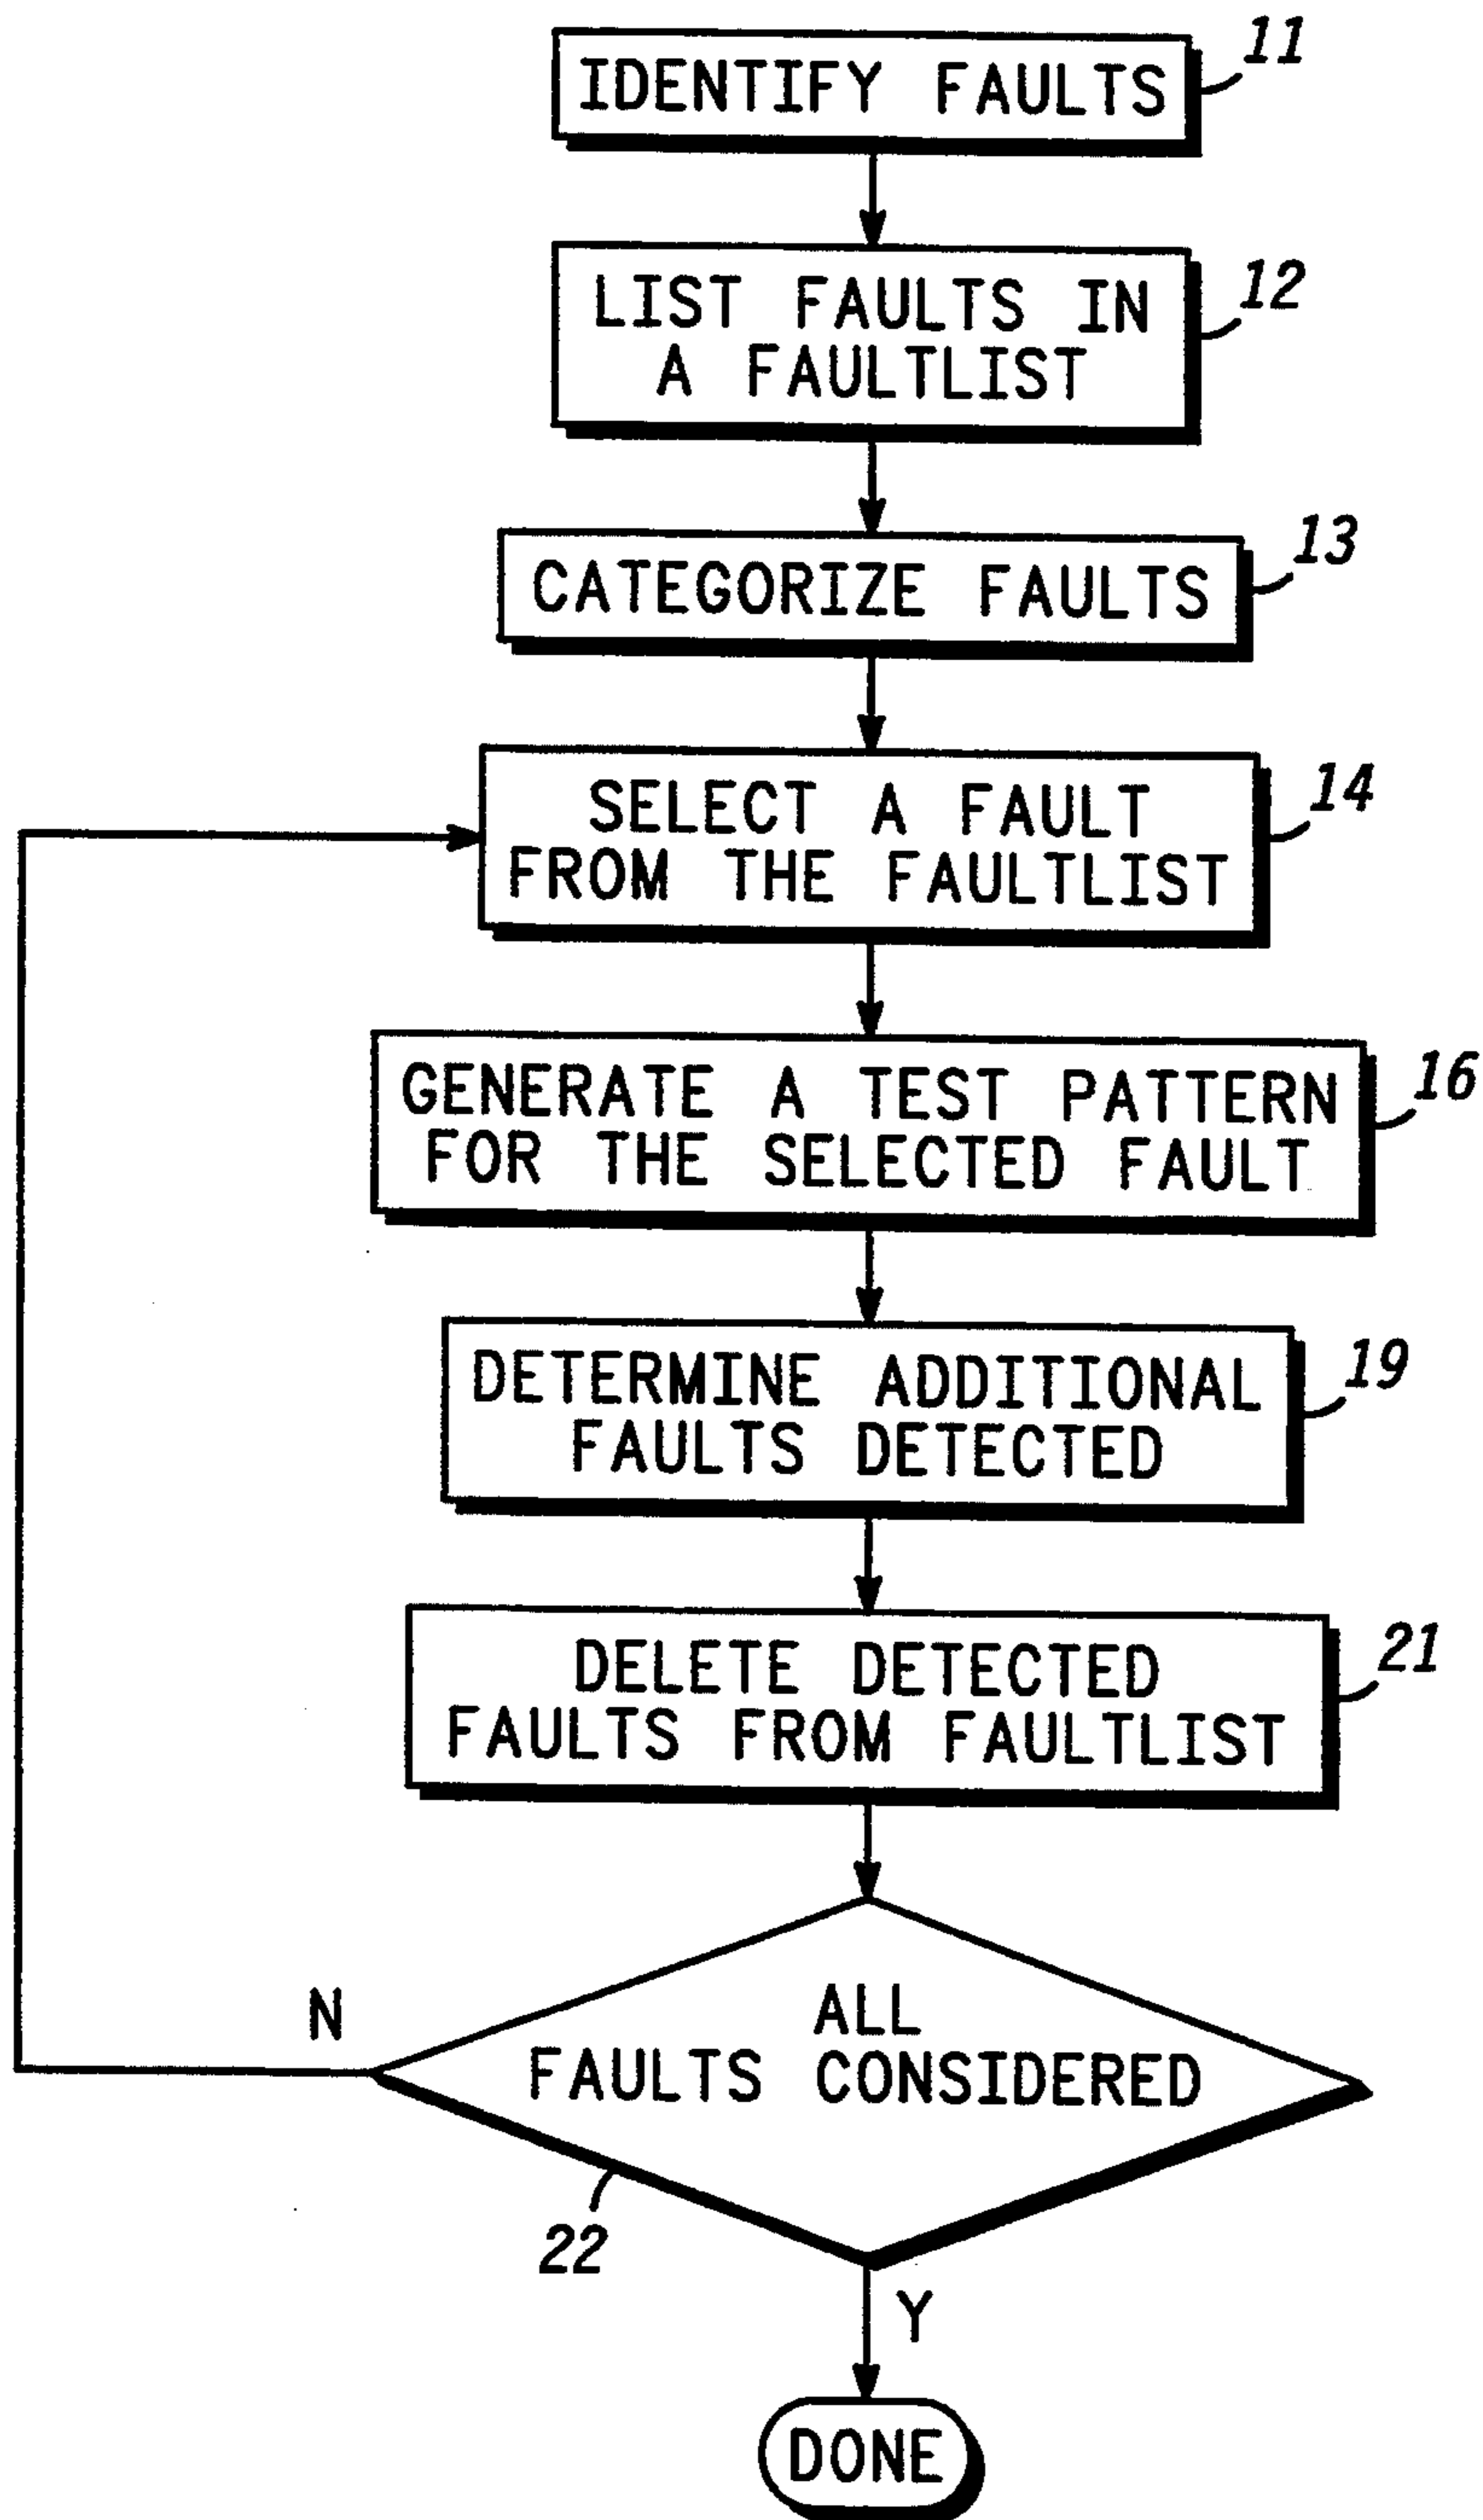 IDENTIFY FAULTS
11
LIST FAULTS IN
A FAULTLIST
12
CATEGORIZE FAULTS
13
SELECT A FAULT
FROM THE FAULTLIST
14
GENERATE A TEST PATTERN
FOR THE SELECTED FAULT
16
DETERMINE ADDITIONAL
FAULTS DETECTED
19
DELETE DETECTED
FAULTS FROM FAULTLIST
21
N
ALL
FAULTS CONSIDERED
22
Y
DONE